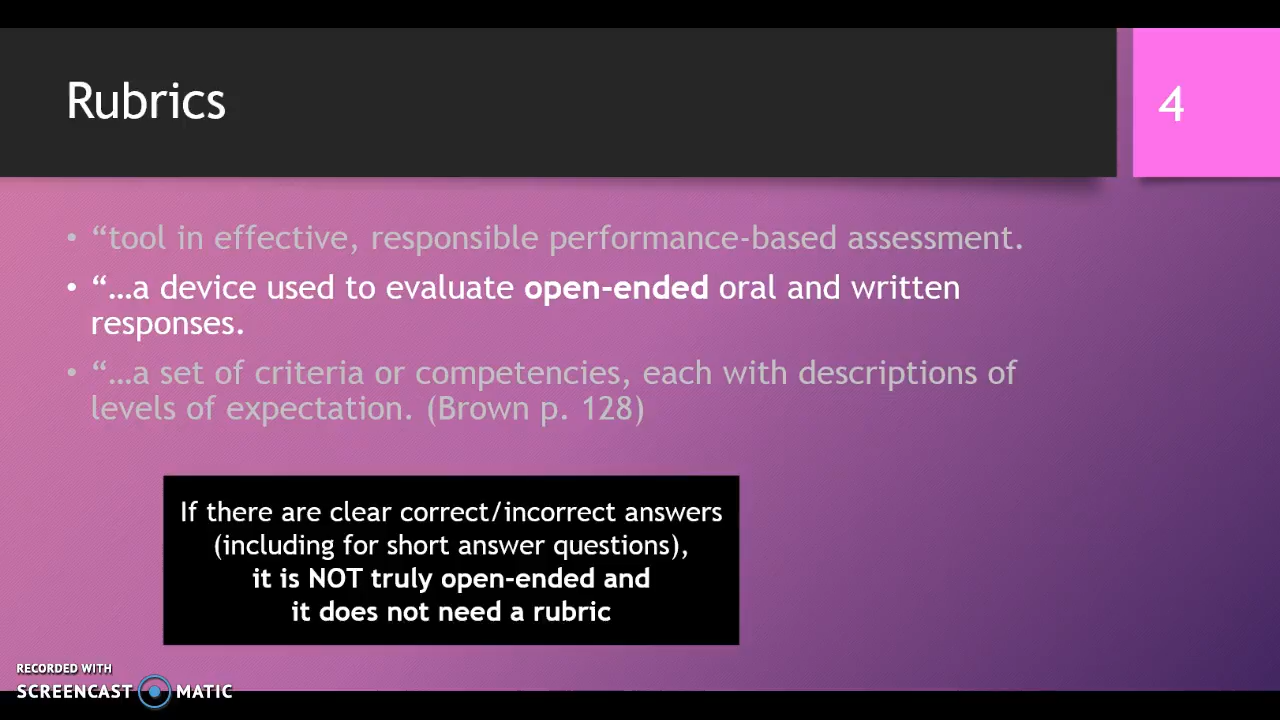 Rubrics
4
• “tool in effective, responsible performance-based assessment.
• “…a device used to evaluate open-ended oral and written
responses.
• “…a set of criteria or competencies, each with descriptions of
levels of expectation. (Brown p. 128)
If there are clear correct/incorrect answers
(including for short answer questions),
it is NOT truly open-ended and
it does not need a rubric
RECORDED WITH
SCREENCAST MATIC